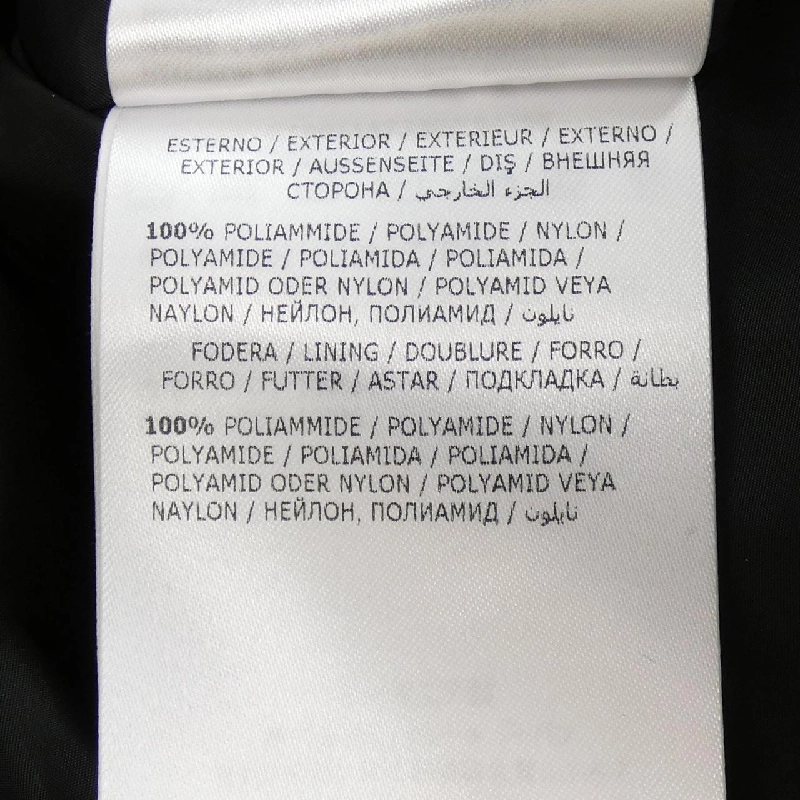 ESTERNO / EXTERIOR / EXTERIEUR / EXTERNO /
EXTERIOR / AUSSENSEITE / DIŞ / ВНЕШНЯЯ
СТОРОНА / الجزء الخارجي
100% POLIAMMIDE / POLYAMIDE / NYLON /
POLYAMIDE / POLIAMIDA / POLIAMIDA /
POLYAMID ODER NYLON / POLYAMID VEYA
NAYLON / НЕЙЛОН, ПОЛИАМИД / نايلون
FODERA / LINING / DOUBLURE / FORRO /
FORRO / FUTTER / ASTAR / ПОДКЛАДКА / بطانة
100% POLIAMMIDE / POLYAMIDE / NYLON /
POLYAMIDE / POLIAMIDA / POLIAMIDA /
POLYAMID ODER NYLON / POLYAMID VEYA
NAYLON / НЕЙЛОН, ПОЛИАМИД / نايلون